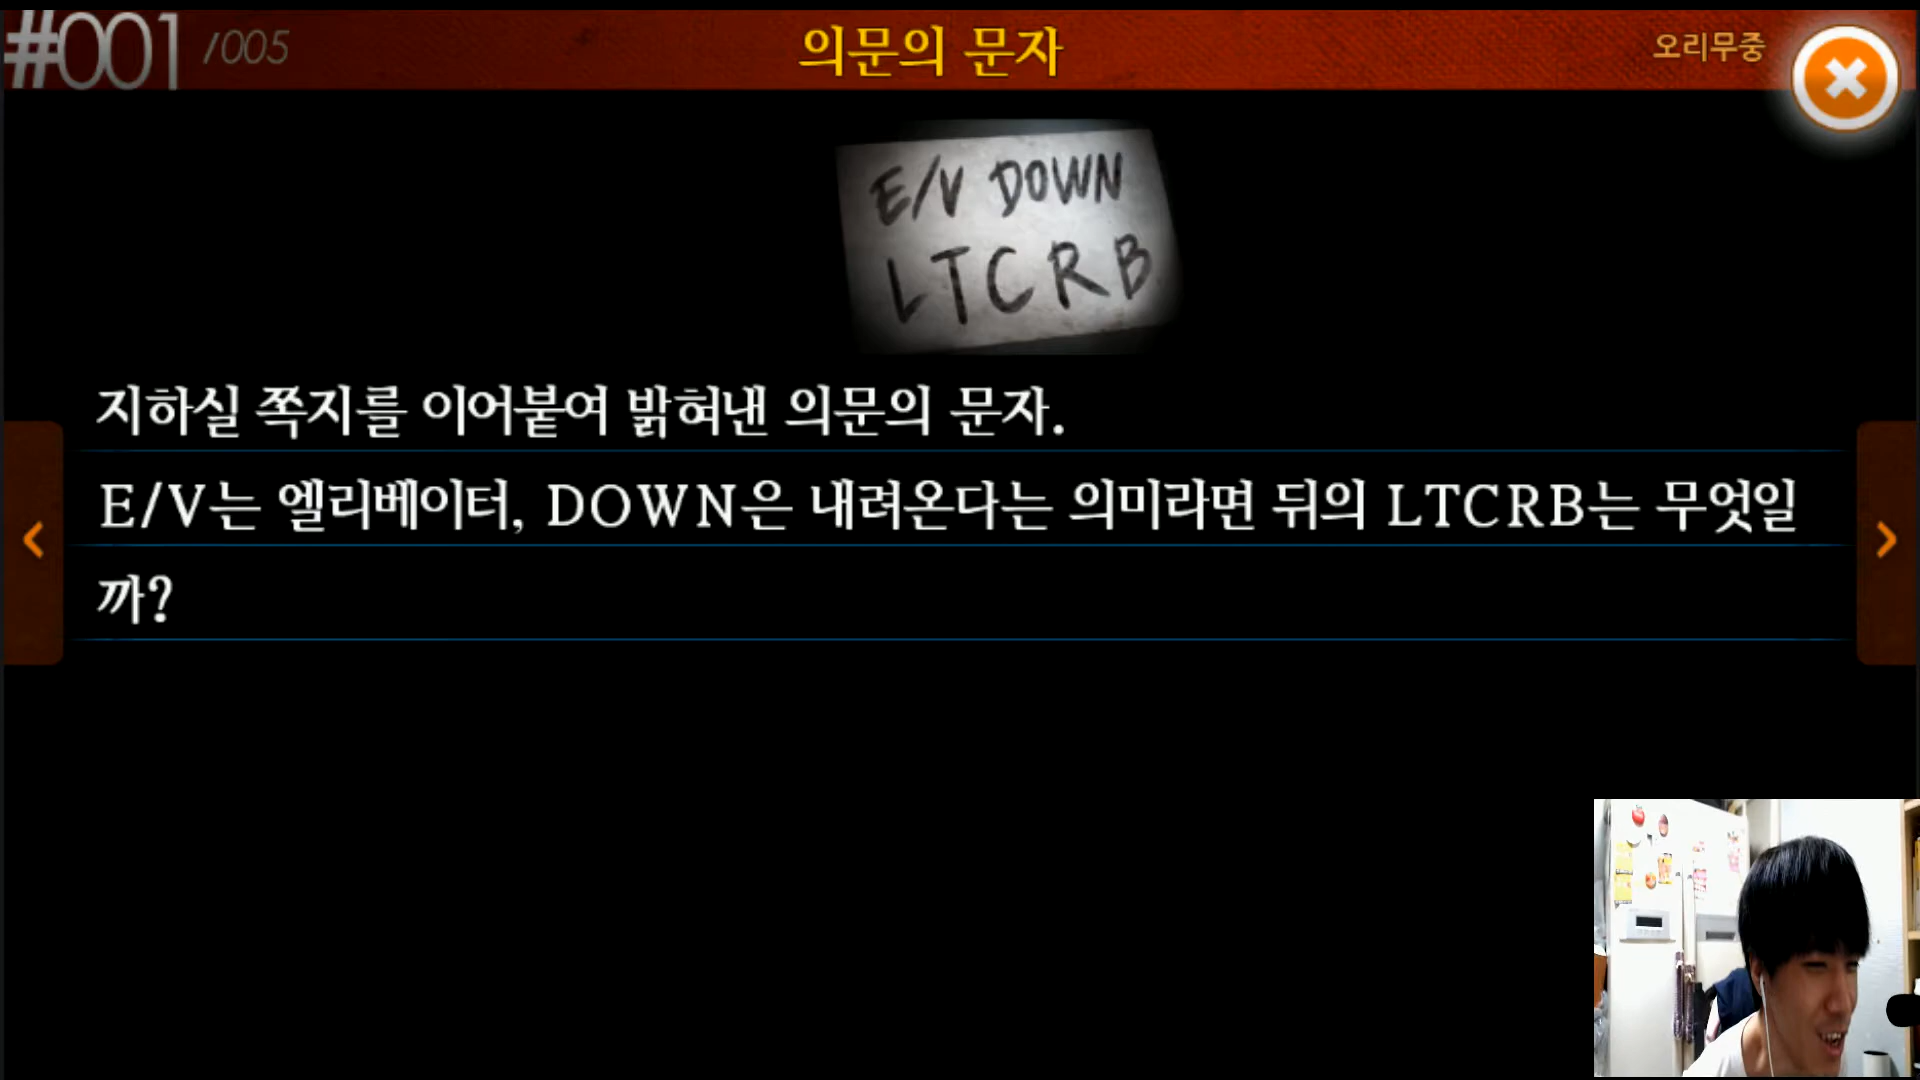 #001 /005
의문의 문자
오리무중
E/V DOWN
LTCRB
지하실 쪽지를 이어붙여 밝혀낸 의문의 문자.
E/V는 엘리베이터, DOWN은 내려온다는 의미라면 뒤의 LTCRB는 무엇일
까?